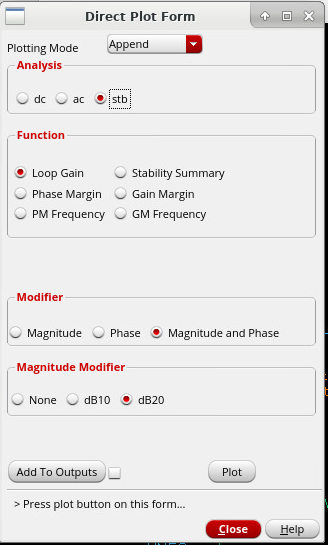 Direct Plot Form
Plotting Mode Append
Analysis
dc ac stb
Function
Loop Gain Stability Summary
Phase Margin Gain Margin
PM Frequency GM Frequency
Modifier
Magnitude Phase Magnitude and Phase
Magnitude Modifier
None dB10 dB20
Add To Outputs Plot
> Press plot button on this form...
Close Help